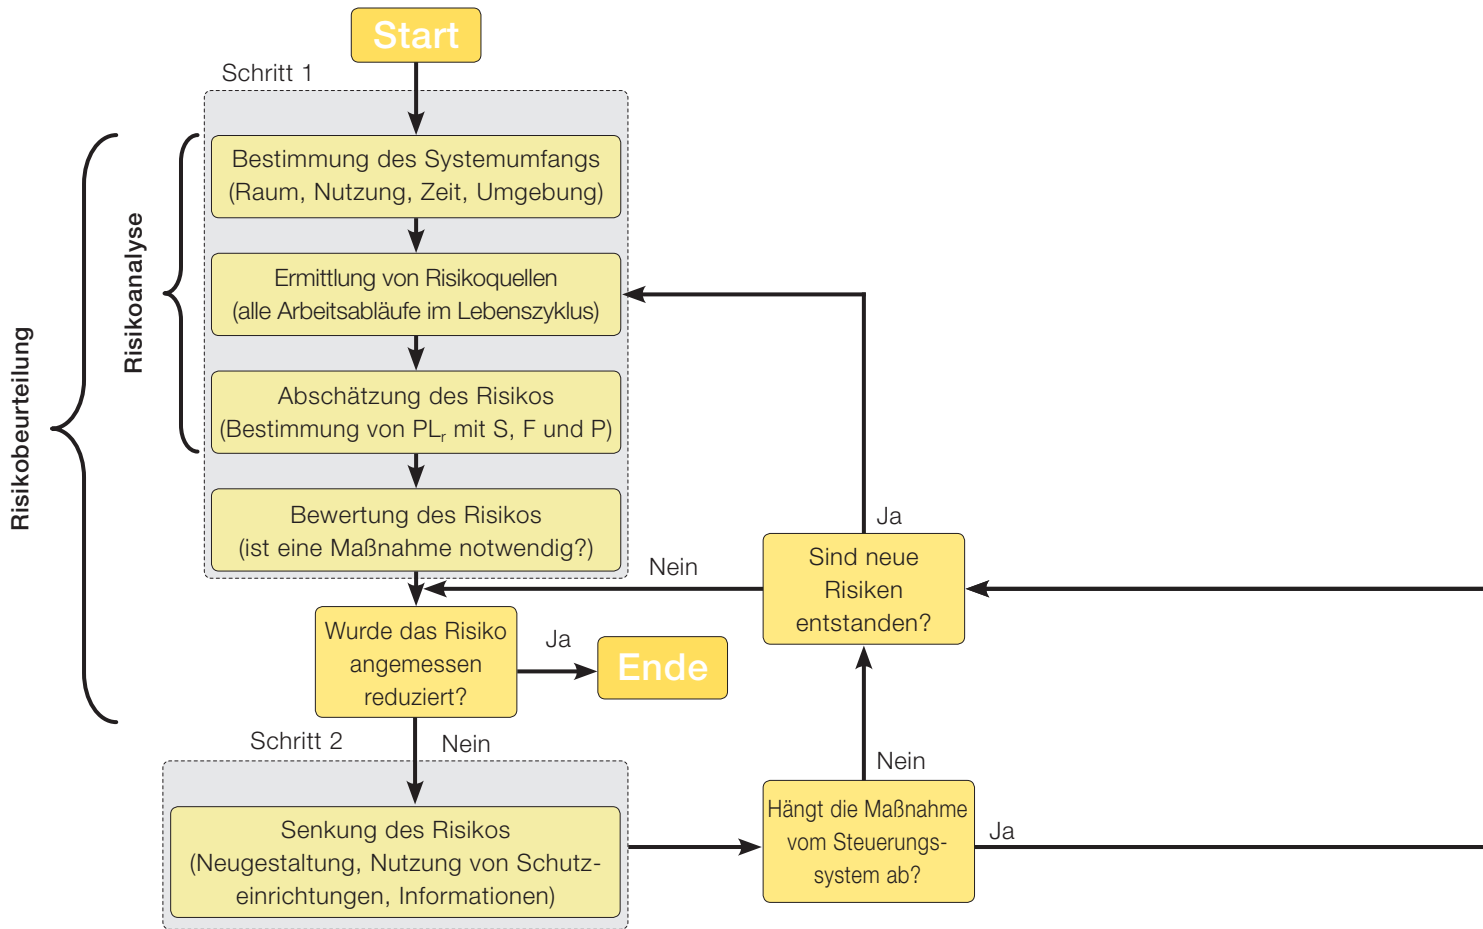 Start
Schritt 1
Bestimmung des Systemumfangs
(Raum, Nutzung, Zeit, Umgebung)
Ermittlung von Risikoquellen
(alle Arbeitsabläufe im Lebenszyklus)
Abschätzung des Risikos
(Bestimmung von PLr mit S, F und P)
Bewertung des Risikos
(ist eine Maßnahme notwendig?)
Risikoanalyse
Risikobeurteilung
Wurde das Risiko
angemessen
reduziert?
Ja
Ende
Nein
Sind neue
Risiken
entstanden?
Ja
Nein
Schritt 2
Senkung des Risikos
(Neugestaltung, Nutzung von Schutz-
einrichtungen, Informationen)
Hängt die Maßnahme
vom Steuerungs-
system ab?
Nein
Ja